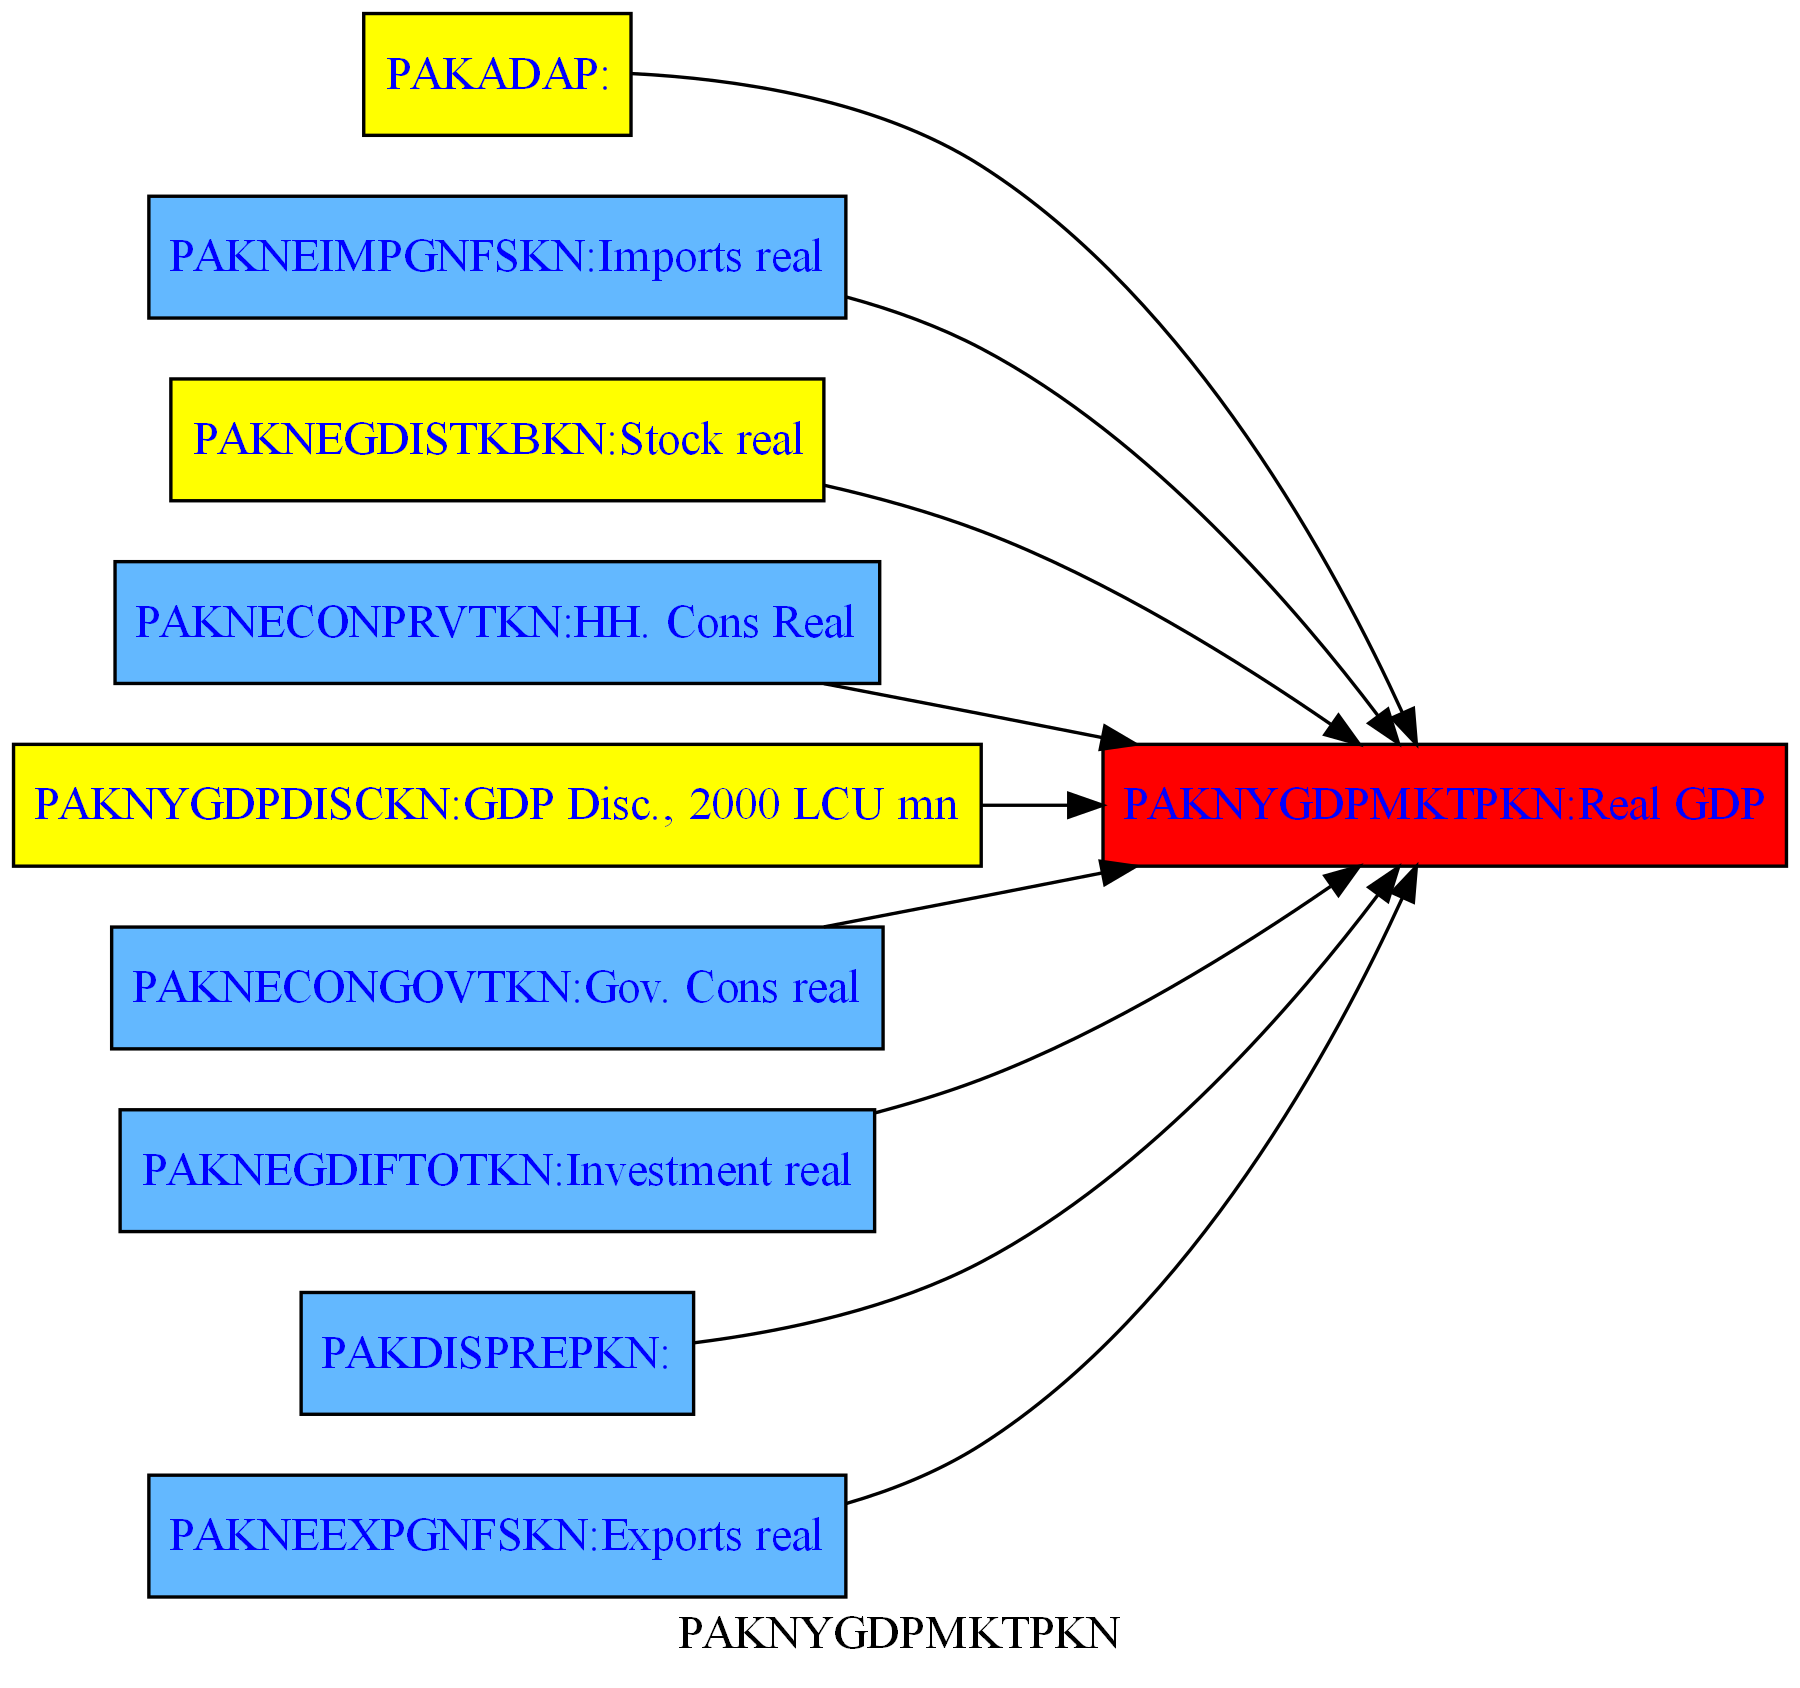 PAKADAP:
PAKNEIMPGNFSKN:Imports real
PAKNEGDISTKBKN:Stock real
PAKNECONPRVTKN:HH. Cons Real
PAKNYGDPDISCKN:GDP Disc., 2000 LCU mn
PAKNYGDPMKTPKN:Real GDP
PAKNECONGOVTKN:Gov. Cons real
PAKNEGDIFTOTKN:Investment real
PAKDISPREPKN:
PAKNEEXPGNFSKN:Exports real
PAKNYGDPMKTPKN